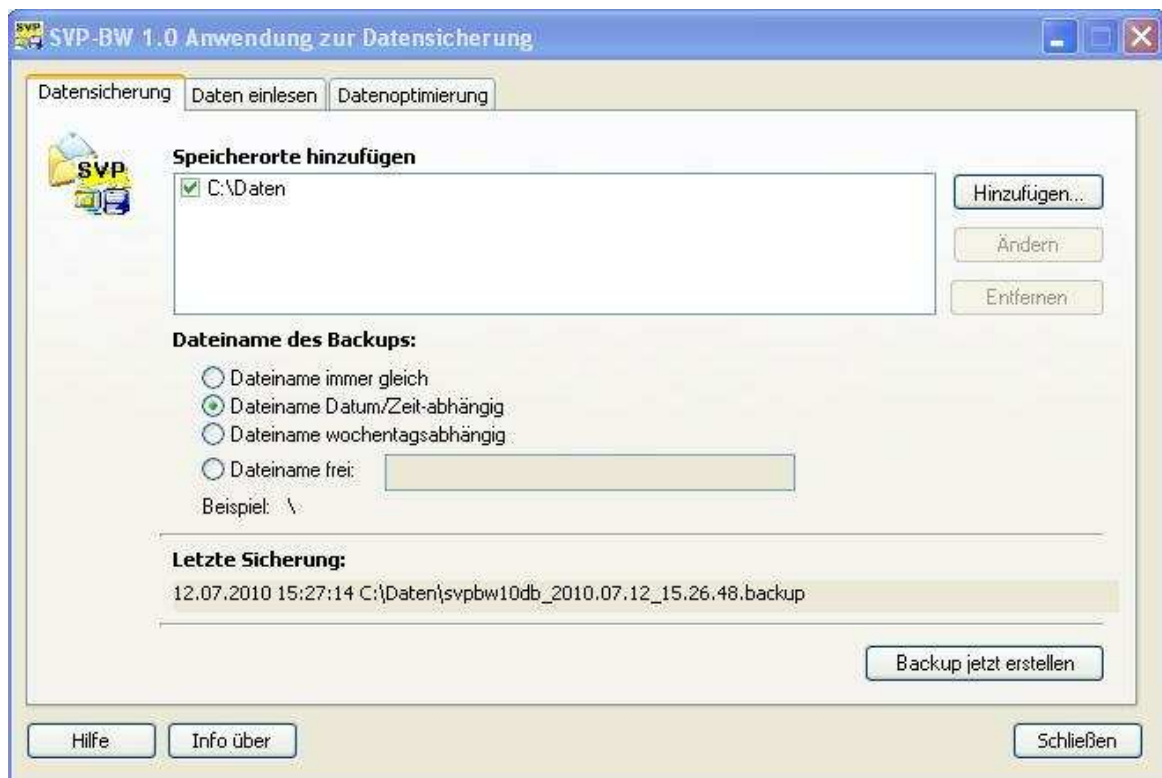 SVP-BW 1.0 Anwendung zur Datensicherung
Datensicherung Daten einlesen Datenoptimierung
SVP
Speicherorte hinzufügen
C:\Daten
Hinzufügen...
Ändern
Entfernen
Dateiname des Backups:
Dateiname immer gleich
Dateiname Datum/Zeit-abhängig
Dateiname wochentagsabhängig
Dateiname frei:
Beispiel: \
Letzte Sicherung:
12.07.2010 15:27:14 C:\Daten\svpbw10db_2010.07.12_15.26.48.backup
Backup jetzt erstellen
Hilfe Info über Schließen